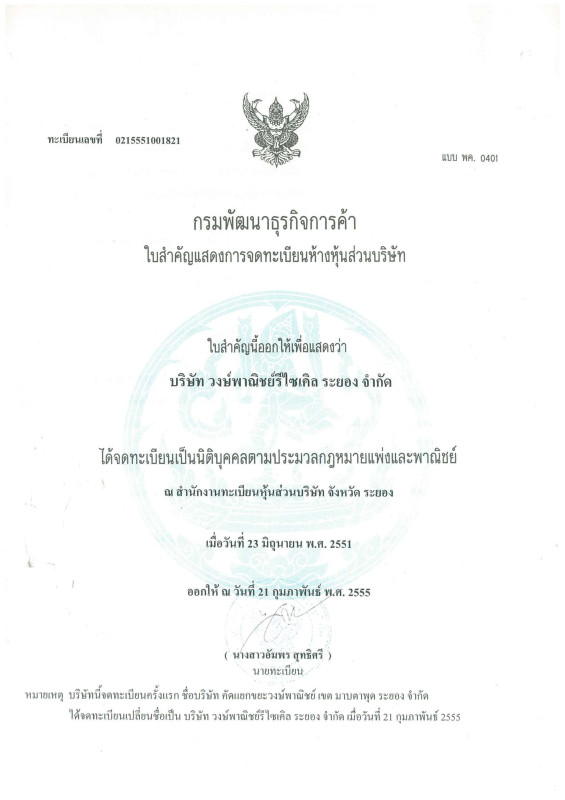 ทะเบียนเลขที่ 0215551001821
แบบ พค. 0401
กรมพัฒนาธุรกิจการค้า
ใบสำคัญแสดงการจดทะเบียนห้างหุ้นส่วนบริษัท
ใบสำคัญนี้ออกให้เพื่อแสดงว่า
บริษัท วงษ์พาณิชย์รีไซเคิล ระยอง จำกัด
ได้จดทะเบียนเป็นนิติบุคคลตามประมวลกฎหมายแพ่งและพาณิชย์
ณ สำนักงานทะเบียนหุ้นส่วนบริษัท จังหวัด ระยอง
เมื่อวันที่ 23 มิถุนายน พ.ศ. 2551
ออกให้ ณ วันที่ 21 กุมภาพันธ์ พ.ศ. 2555
( นางสาวอัมพร สุทธิศรี )
นายทะเบียน
หมายเหตุ บริษัทนี้จดทะเบียนครั้งแรก ชื่อบริษัท คัดแยกขยะวงษ์พาณิชย์ เขต มาบตาพุด ระยอง จำกัด
ได้จดทะเบียนเปลี่ยนชื่อเป็น บริษัท วงษ์พาณิชย์รีไซเคิล ระยอง จำกัด เมื่อวันที่ 21 กุมภาพันธ์ 2555